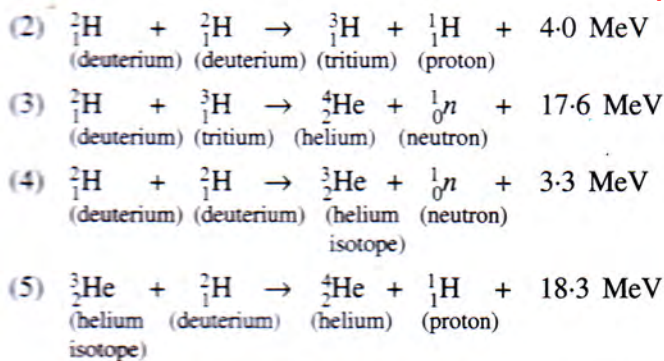 (2) ²₁H + ²₁H → ³₁H + ¹₁H + 4·0 MeV
(deuterium) (deuterium) (tritium) (proton)
(3) ²₁H + ³₁H → ⁴₂He + ¹₀n + 17·6 MeV
(deuterium) (tritium) (helium) (neutron)
(4) ²₁H + ²₁H → ³₂He + ¹₀n + 3·3 MeV
(deuterium) (deuterium) (helium (neutron)
isotope)
(5) ³₂He + ²₁H → ⁴₂He + ¹₁H + 18·3 MeV
(helium (deuterium) (helium) (proton)
isotope)